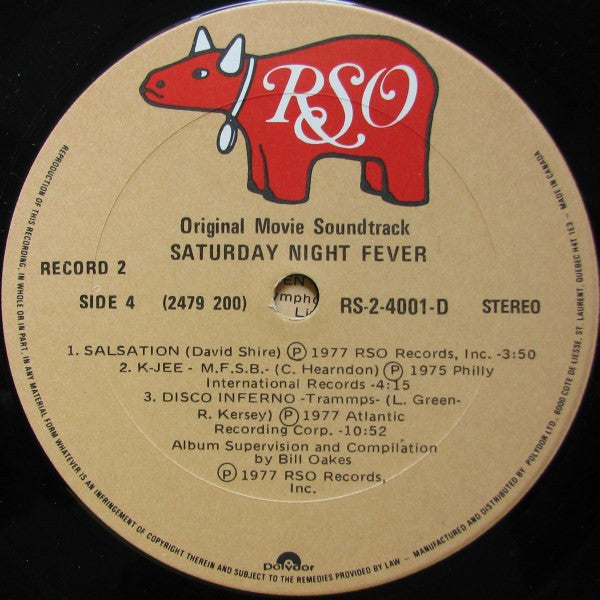 RSO
Original Movie Soundtrack
SATURDAY NIGHT FEVER
RECORD 2
SIDE 4 (2479 200) RS-2-4001-D STEREO
EN
ympho
Li
1. SALSATION (David Shire) Ⓟ 1977 RSO Records, Inc. -3:50
2. K-JEE - M.F.S.B.- (C. Hearndon) Ⓟ 1975 Philly
International Records -4:15
3. DISCO INFERNO -Trammps- (L. Green-
R. Kersey) Ⓟ 1977 Atlantic
Recording Corp. -10:52
Album Supervision and Compilation
by Bill Oakes
Ⓟ 1977 RSO Records,
Inc.
polydor
REPRODUCTION OF THIS RECORDING, IN WHOLE OR IN PART, IN ANY MATERIAL FORM WHATEVER IS AN INFRINGEMENT OF COPYRIGHT THEREIN AND SUBJECT TO THE REMEDIES PROVIDED BY LAW – MANUFACTURED AND DISTRIBUTED BY POLYDOR LTD., 6000 COTE DE LIESSE, ST. LAURENT, QUEBEC H4T 1E3 – MADE IN CANADA